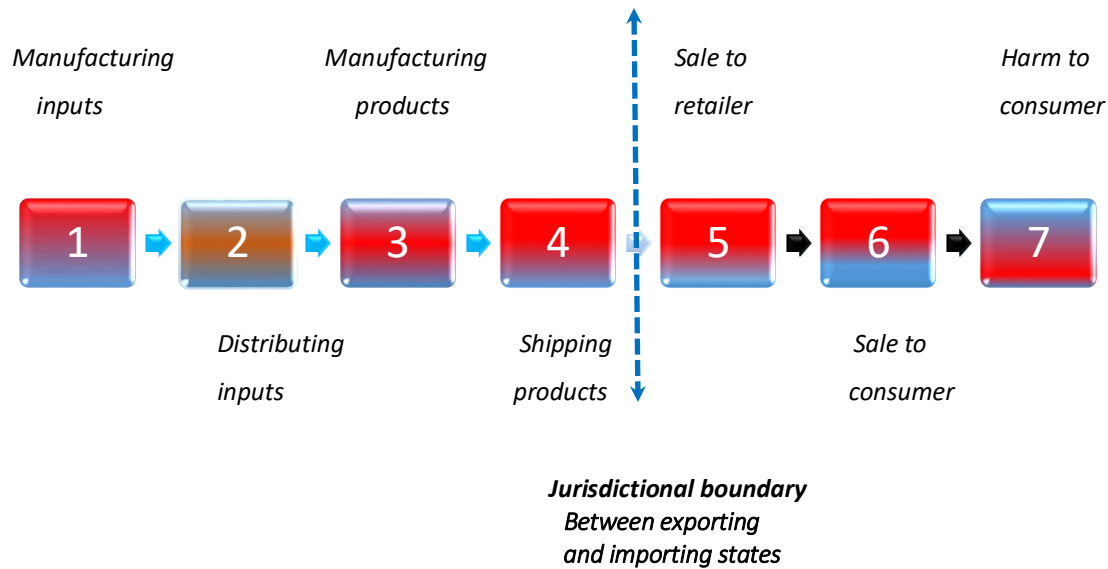 Manufacturing
inputs
Manufacturing
products
Sale to
retailer
Harm to
consumer
1
2
3
4
5
6
7
Distributing
inputs
Shipping
products
Sale to
consumer
Jurisdictional boundary
Between exporting
and importing states